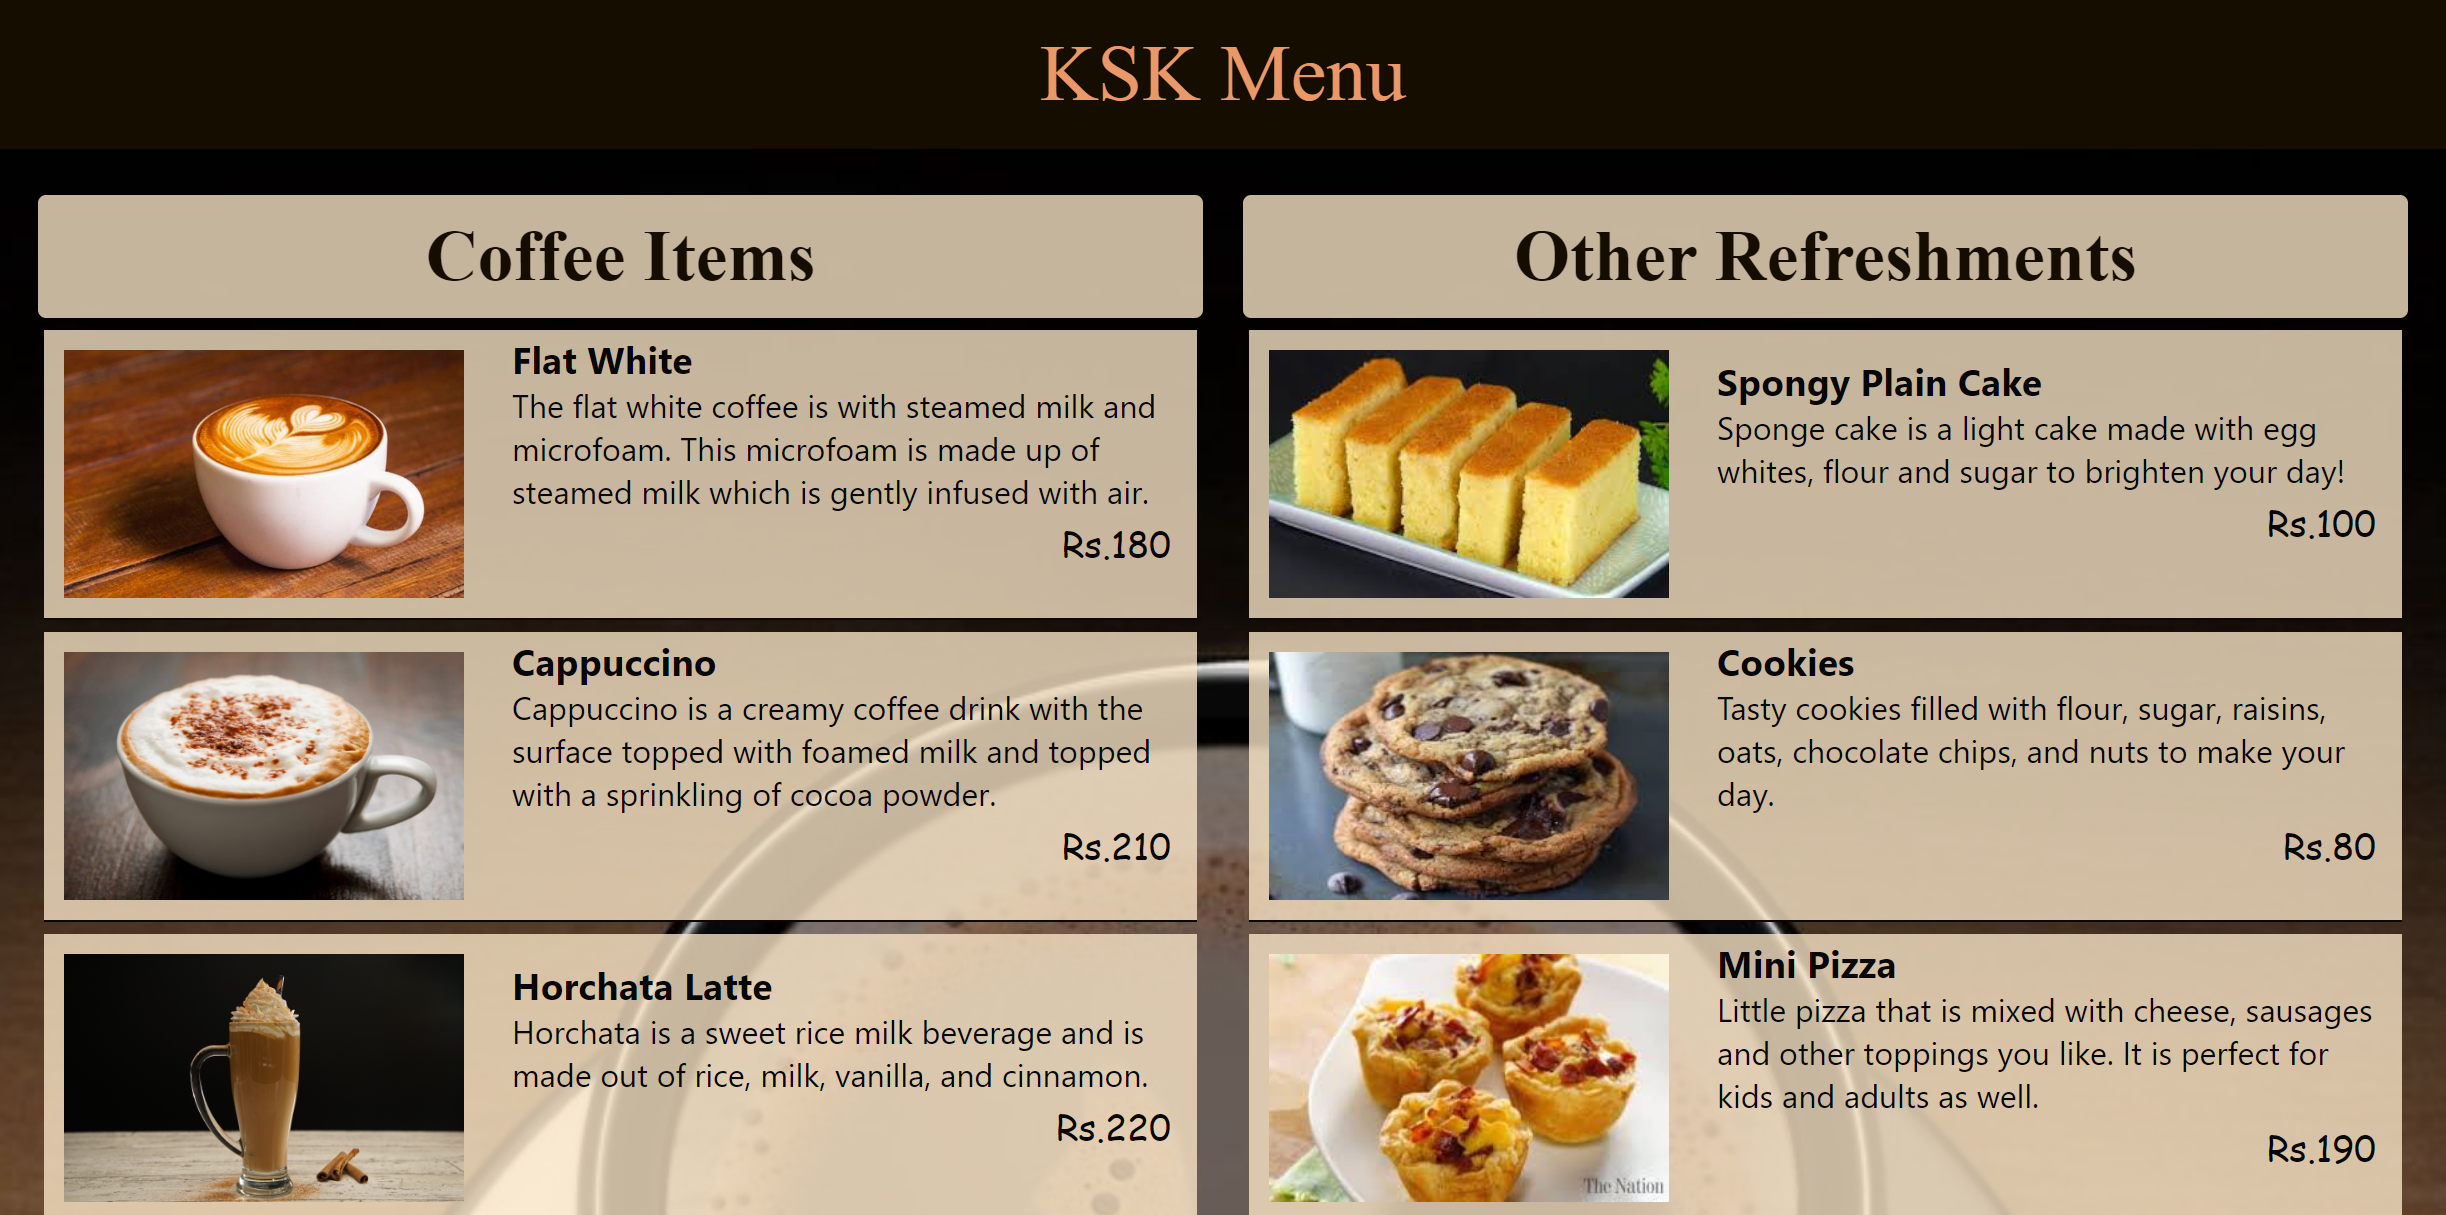 KSK Menu
Coffee Items
Flat White
The flat white coffee is with steamed milk and
microfoam. This microfoam is made up of
steamed milk which is gently infused with air.
Rs.180
Cappuccino
Cappuccino is a creamy coffee drink with the
surface topped with foamed milk and topped
with a sprinkling of cocoa powder.
Rs.210
Horchata Latte
Horchata is a sweet rice milk beverage and is
made out of rice, milk, vanilla, and cinnamon.
Rs.220
Other Refreshments
Spongy Plain Cake
Sponge cake is a light cake made with egg
whites, flour and sugar to brighten your day!
Rs.100
Cookies
Tasty cookies filled with flour, sugar, raisins,
oats, chocolate chips, and nuts to make your
day.
Rs.80
Mini Pizza
Little pizza that is mixed with cheese, sausages
and other toppings you like. It is perfect for
kids and adults as well.
Rs.190
The Nation